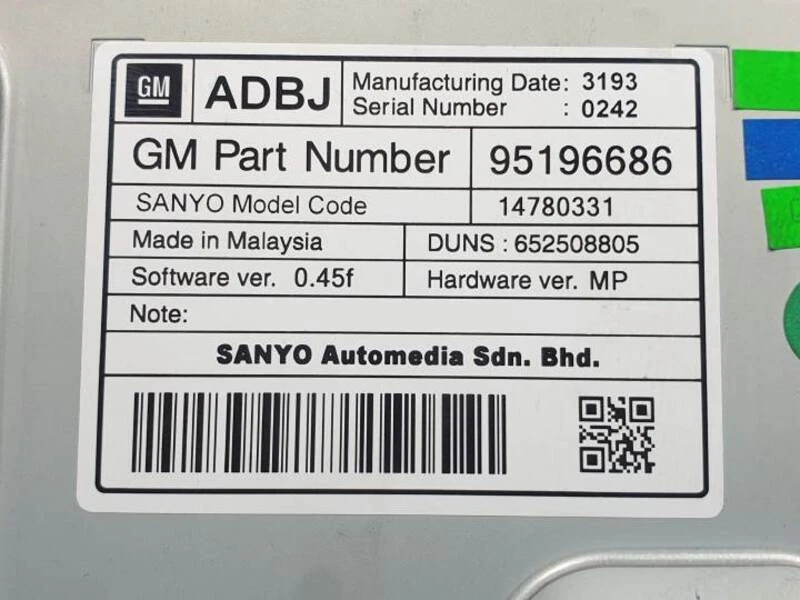 GM ADBJ Manufacturing Date: 3193
Serial Number : 0242
GM Part Number 95196686
SANYO Model Code 14780331
Made in Malaysia DUNS : 652508805
Software ver. 0.45f Hardware ver. MP
Note:
SANYO Automedia Sdn. Bhd.